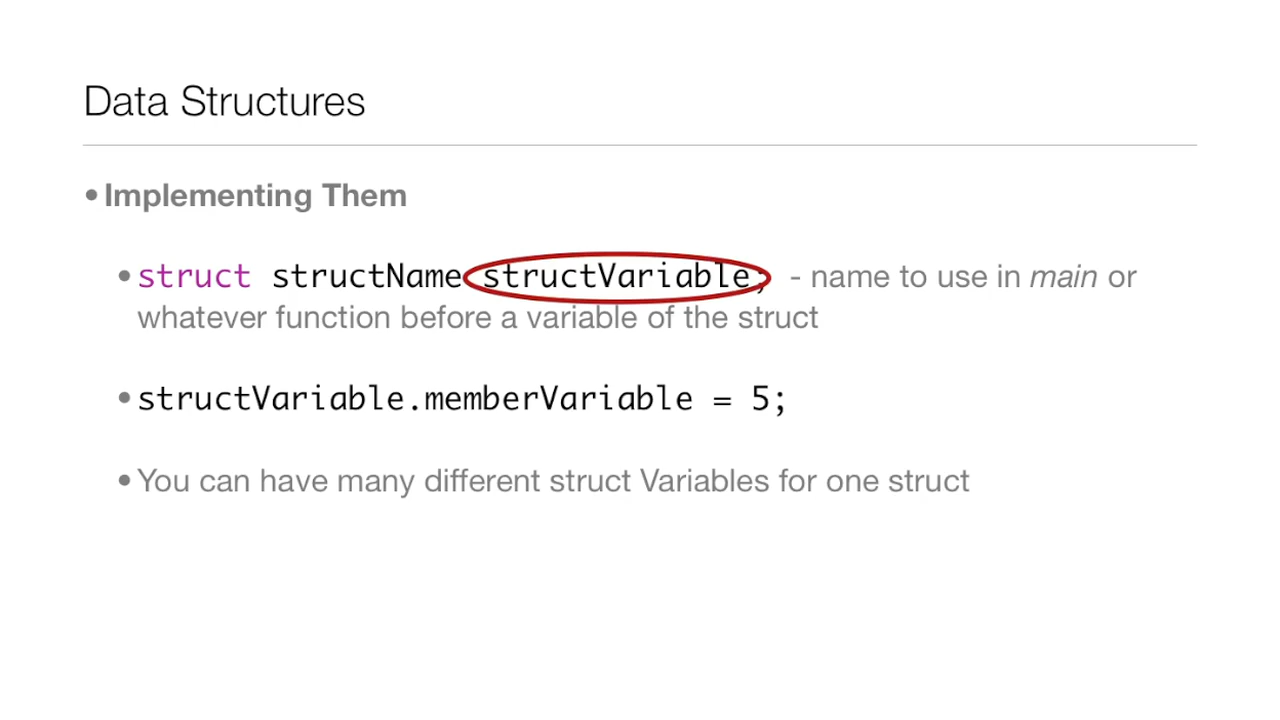 Data Structures
• Implementing Them
• struct structName structVariable; - name to use in main or
whatever function before a variable of the struct
• structVariable.memberVariable = 5;
• You can have many different struct Variables for one struct